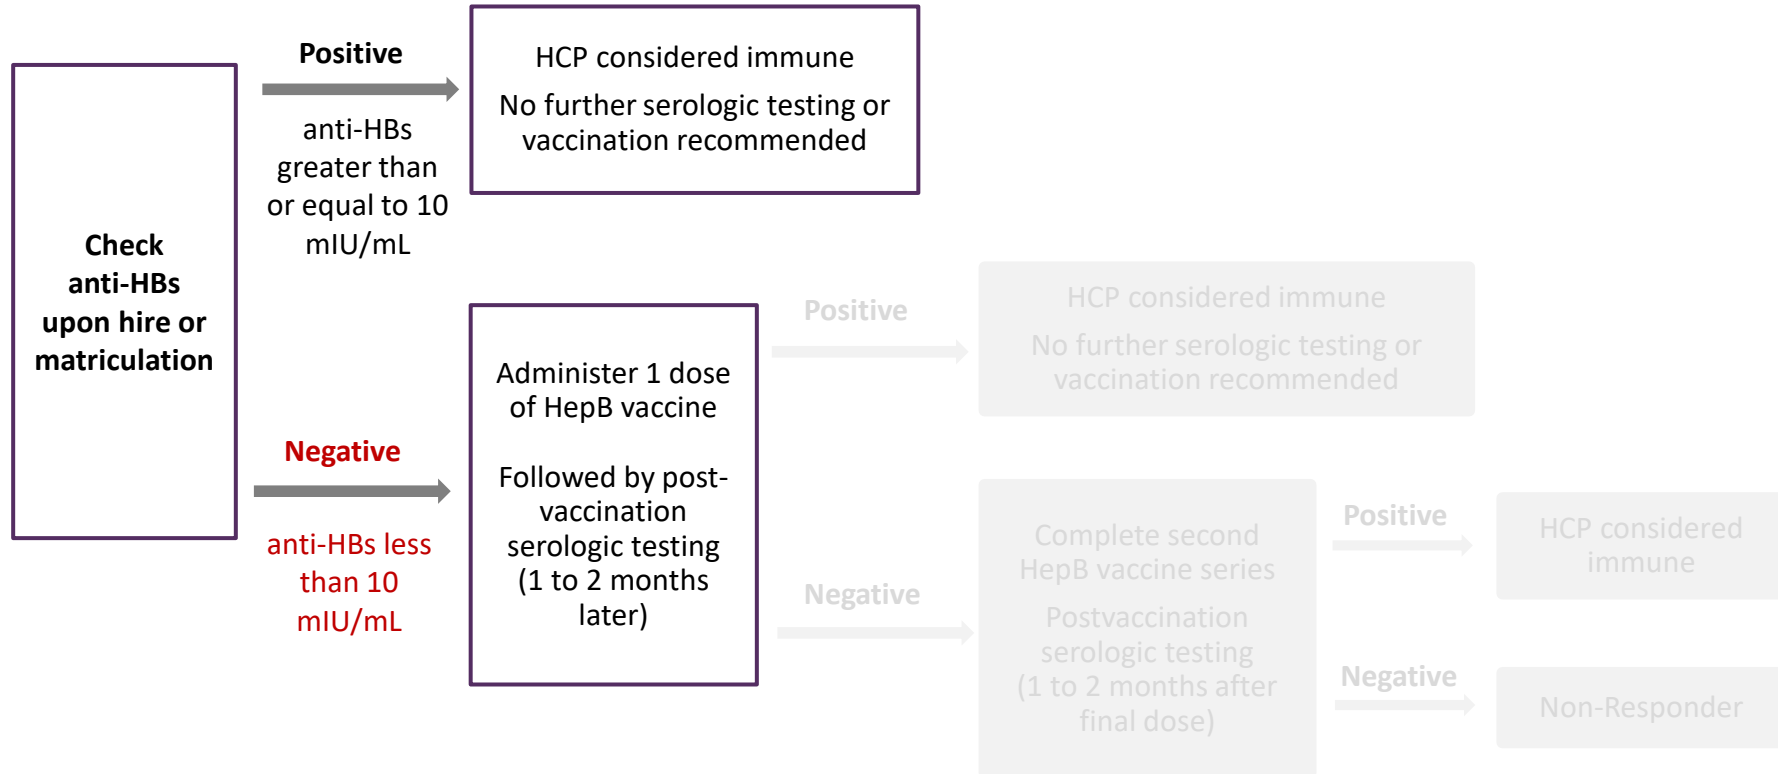 Check
anti-HBs
upon hire or
matriculation
Positive
anti-HBs
greater than
or equal to 10
mIU/mL
HCP considered immune
No further serologic testing or
vaccination recommended
Negative
anti-HBs less
than 10
mIU/mL
Administer 1 dose
of HepB vaccine
Followed by post-
vaccination
serologic testing
(1 to 2 months
later)
Positive
HCP considered immune
No further serologic testing or
vaccination recommended
Negative
Complete second
HepB vaccine series
Postvaccination
serologic testing
(1 to 2 months after
final dose)
Positive
HCP considered
immune
Negative
Non-Responder